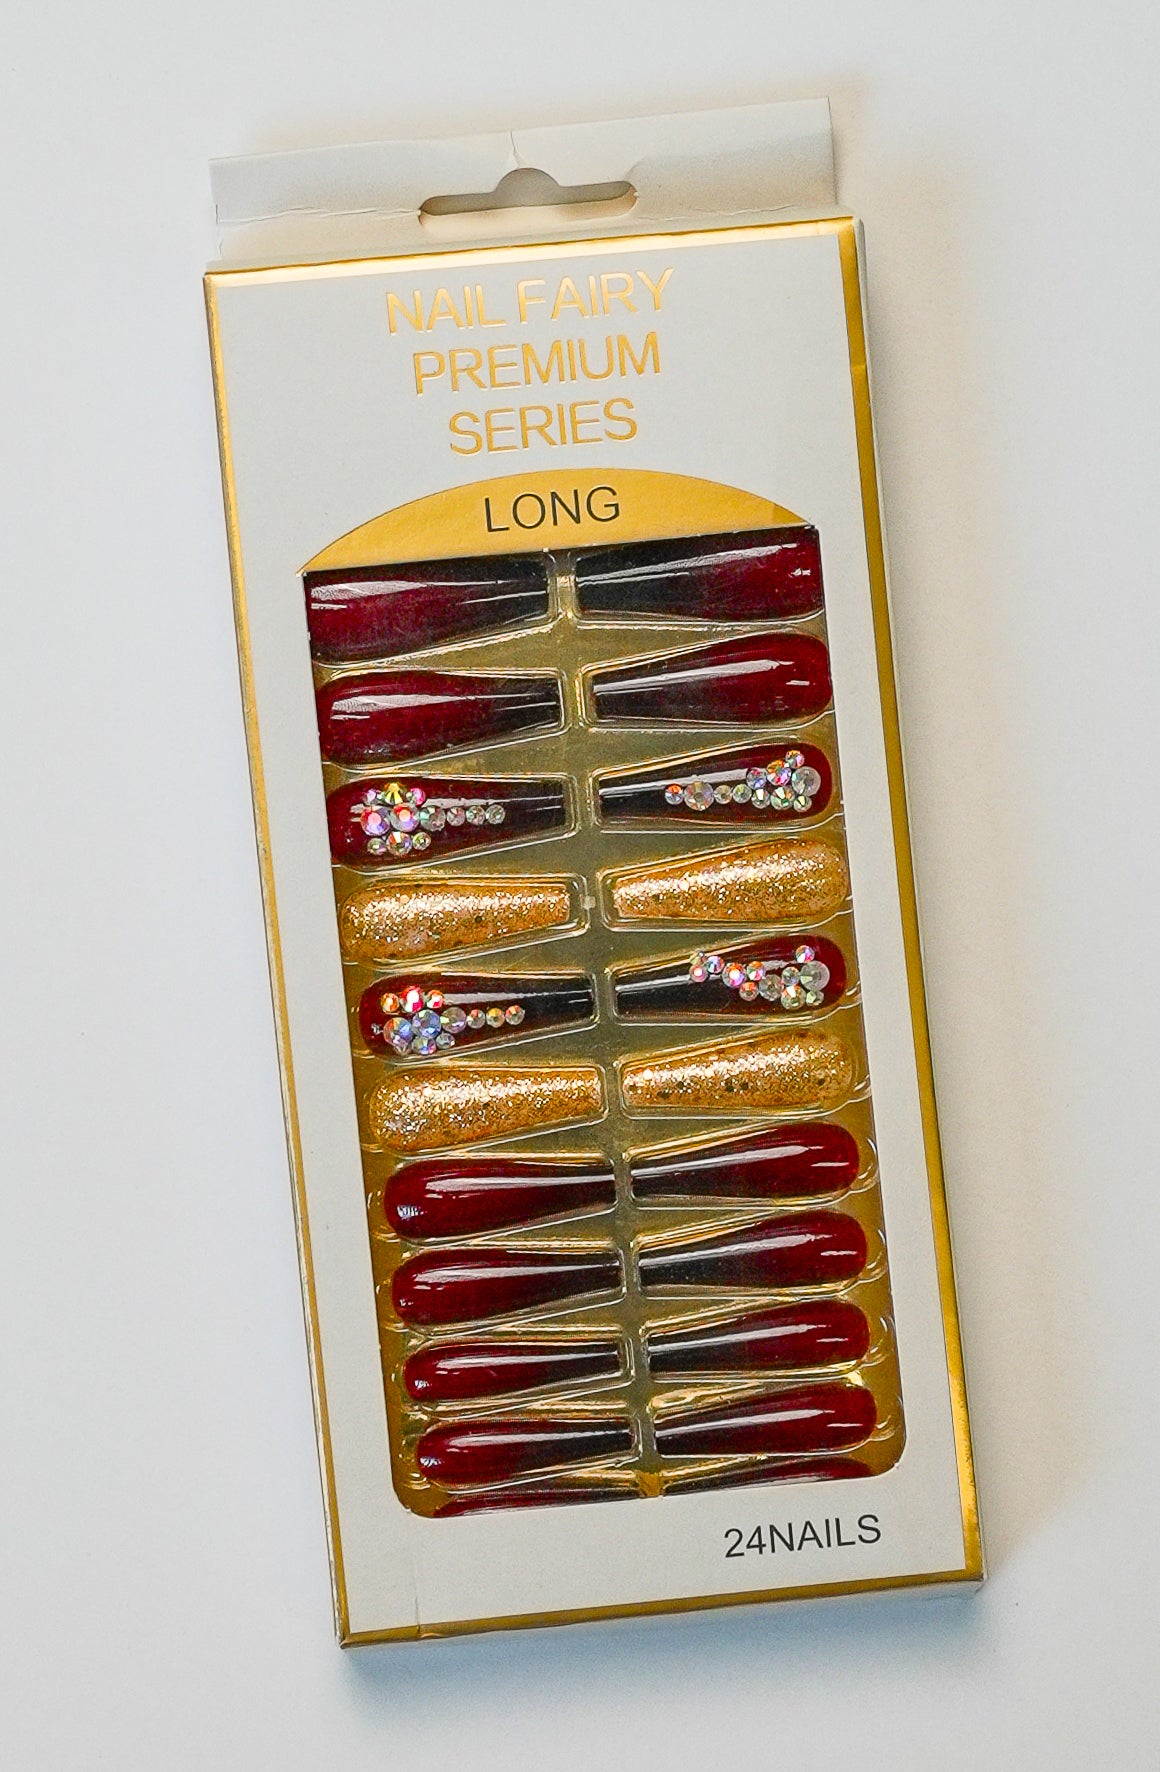 NAIL FAIRY
PREMIUM
SERIES
LONG
24NAILS